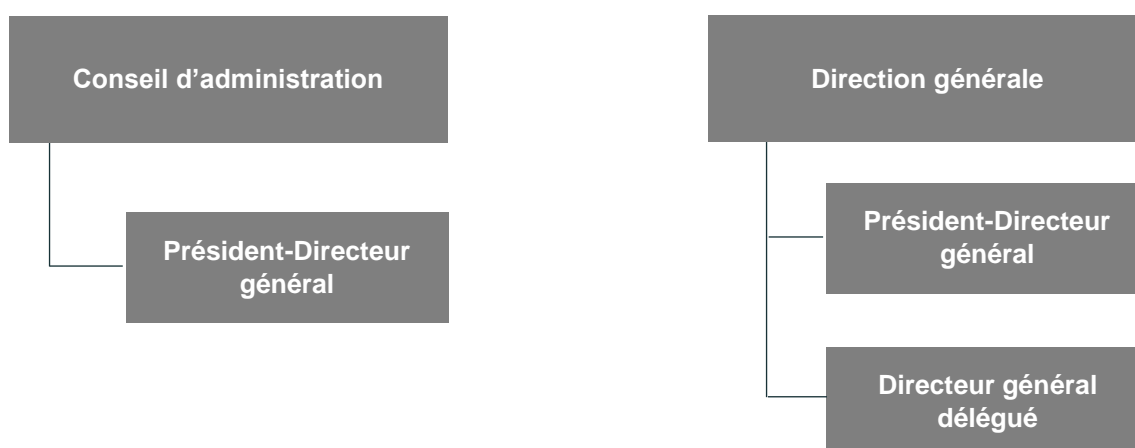 Conseil d’administration
Président-Directeur
général
Direction générale
Président-Directeur
général
Directeur général
délégué